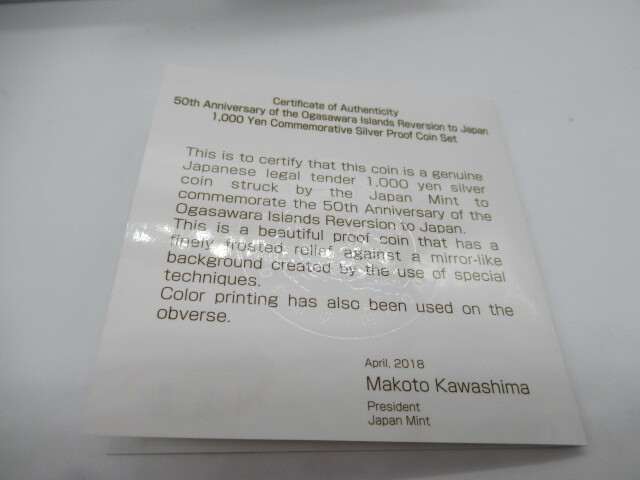 Certificate of Authenticity
50th Anniversary of the Ogasawara Islands Reversion to Japan
1,000 Yen Commemorative Silver Proof Coin Set
This is to certify that this coin is a genuine
Japanese legal tender 1,000 yen silver
coin struck by the Japan Mint to
commemorate the 50th Anniversary of the
Ogasawara Islands Reversion to Japan.
This is a beautiful proof coin that has a
finely frosted relief against a mirror-like
background created by the use of special
techniques.
Color printing has also been used on the
obverse.
April, 2018
Makoto Kawashima
President
Japan Mint